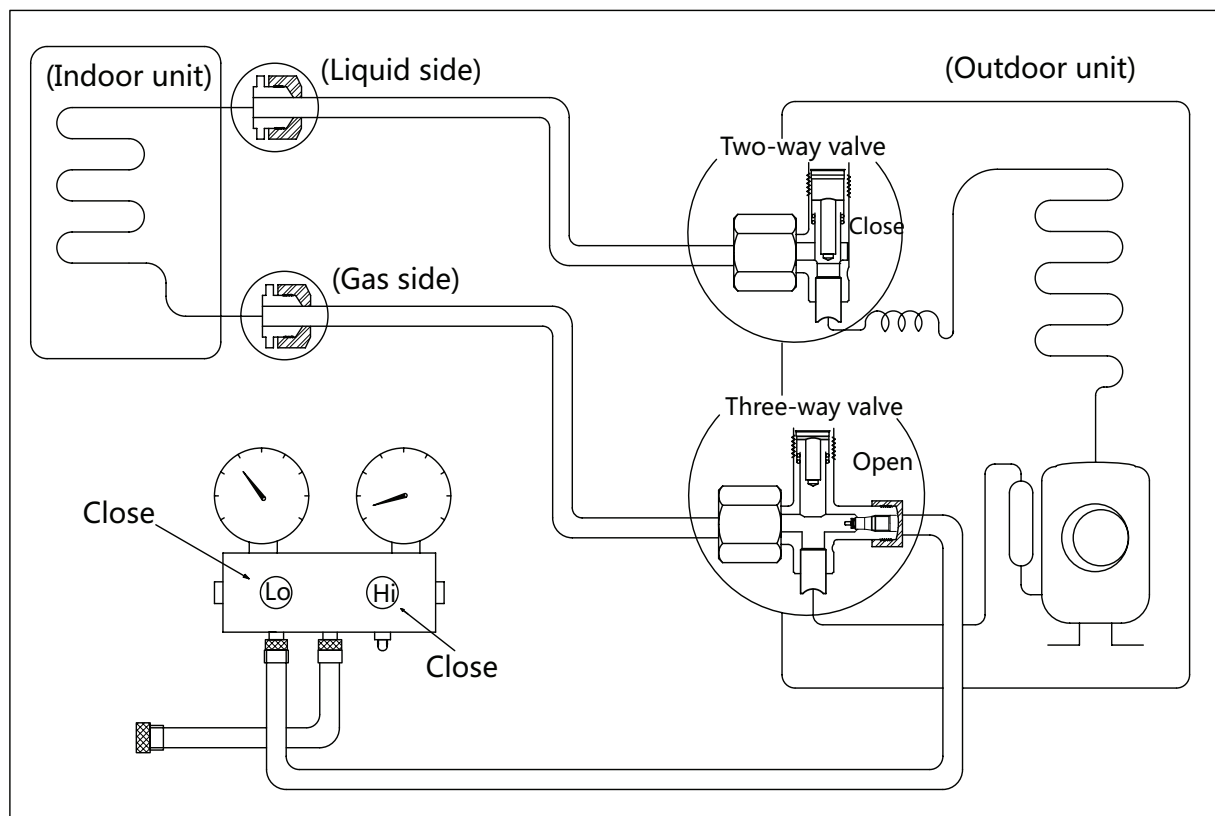 (Indoor unit)
(Liquid side)
(Outdoor unit)
Two-way valve
Close
(Gas side)
Three-way valve
Open
Close
Lo
Hi
Close